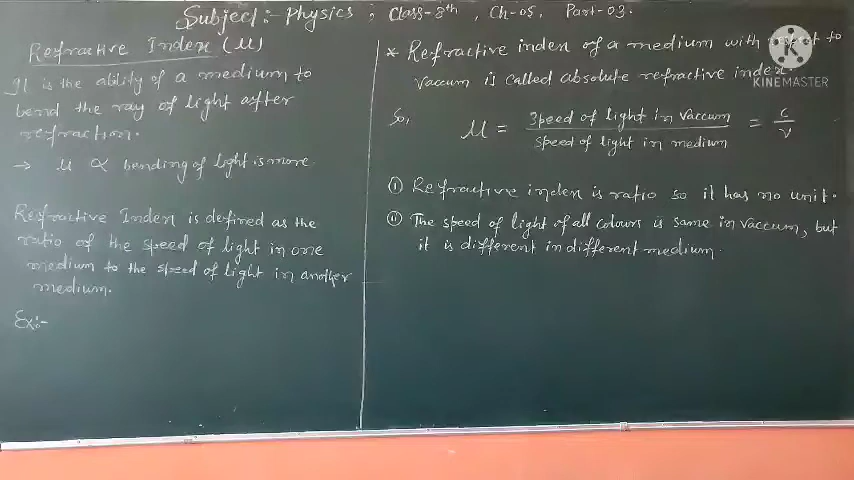 Subject:- Physics ; Class-8th , Ch-05, Part-03.
Refractive Index (μ)
It is the ability of a medium to
bend the ray of light after
refraction.
→ μ ∝ bending of light is more
Refractive Index is defined as the
ratio of the speed of light in one
medium to the speed of light in another
medium.
Ex:-
* Refractive index of a medium with respect to
vaccum is called absolute refractive index.
So, μ = speed of light in vaccum / speed of light in medium = c / v
(i) Refractive index is ratio so it has no unit.
(ii) The speed of light of all colours is same in vaccum, but
it is different in different medium.
KINEMASTER